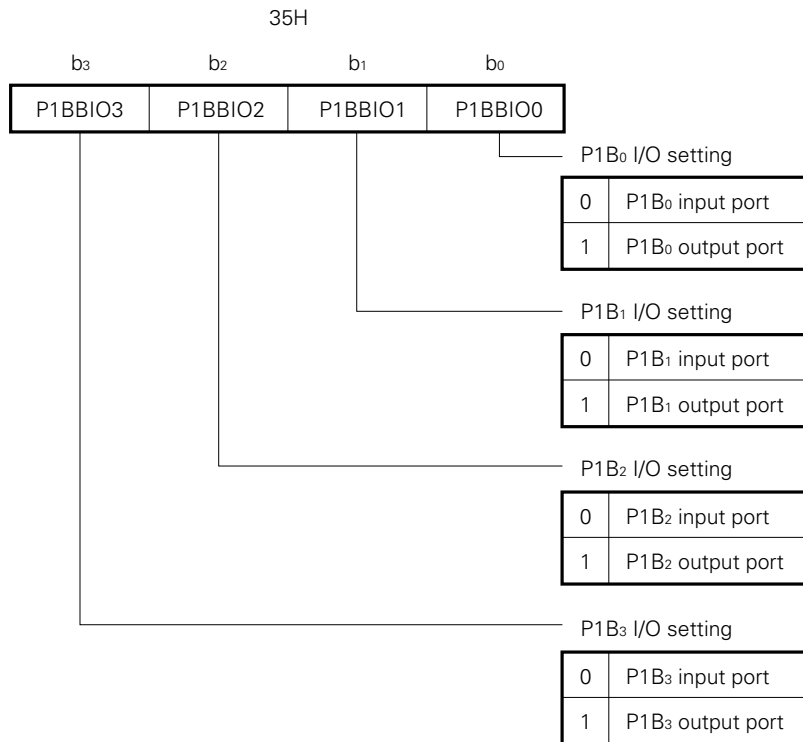 35H
b3 b2 b1 b0
P1BBIO3 P1BBIO2 P1BBIO1 P1BBIO0
P1B0 I/O setting
0 P1B0 input port
1 P1B0 output port
P1B1 I/O setting
0 P1B1 input port
1 P1B1 output port
P1B2 I/O setting
0 P1B2 input port
1 P1B2 output port
P1B3 I/O setting
0 P1B3 input port
1 P1B3 output port